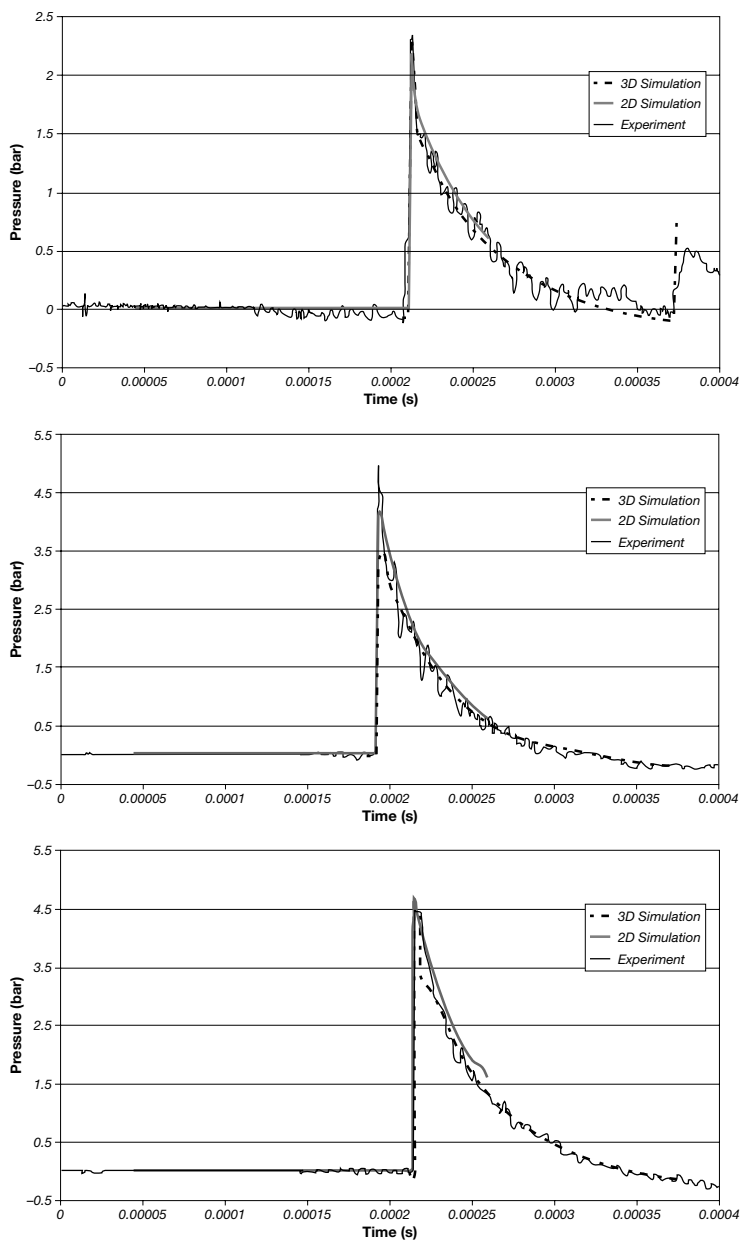 2.5
2
1.5
1
0.5
0
–0.5
Pressure (bar)
3D Simulation
2D Simulation
Experiment
0 0.00005 0.0001 0.00015 0.0002 0.00025 0.0003 0.00035 0.0004
Time (s)
5.5
4.5
3.5
2.5
1.5
0.5
–0.5
Pressure (bar)
3D Simulation
2D Simulation
Experiment
0 0.00005 0.0001 0.00015 0.0002 0.00025 0.0003 0.00035 0.0004
Time (s)
5.5
4.5
3.5
2.5
1.5
0.5
–0.5
Pressure (bar)
3D Simulation
2D Simulation
Experiment
0 0.00005 0.0001 0.00015 0.0002 0.00025 0.0003 0.00035 0.0004
Time (s)